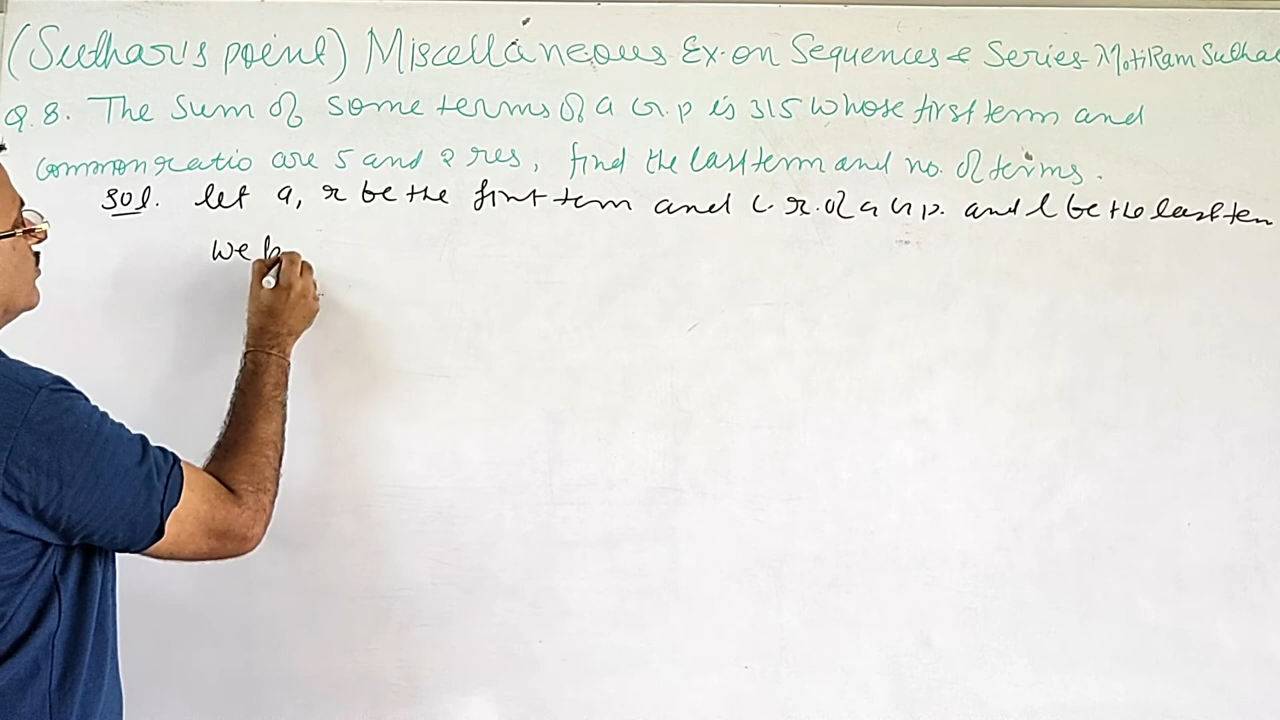 (Suthar's point) Miscellaneous Ex. on Sequences & Series - MotiRam Suthar
Q. 8. The Sum of some terms of a G.P is 315 whose first term and
common ratio are 5 and 2 res, find the last term and no. of terms.
Sol. let a, r be the first term and C.R. of a G.P. and l be the last ter
we k